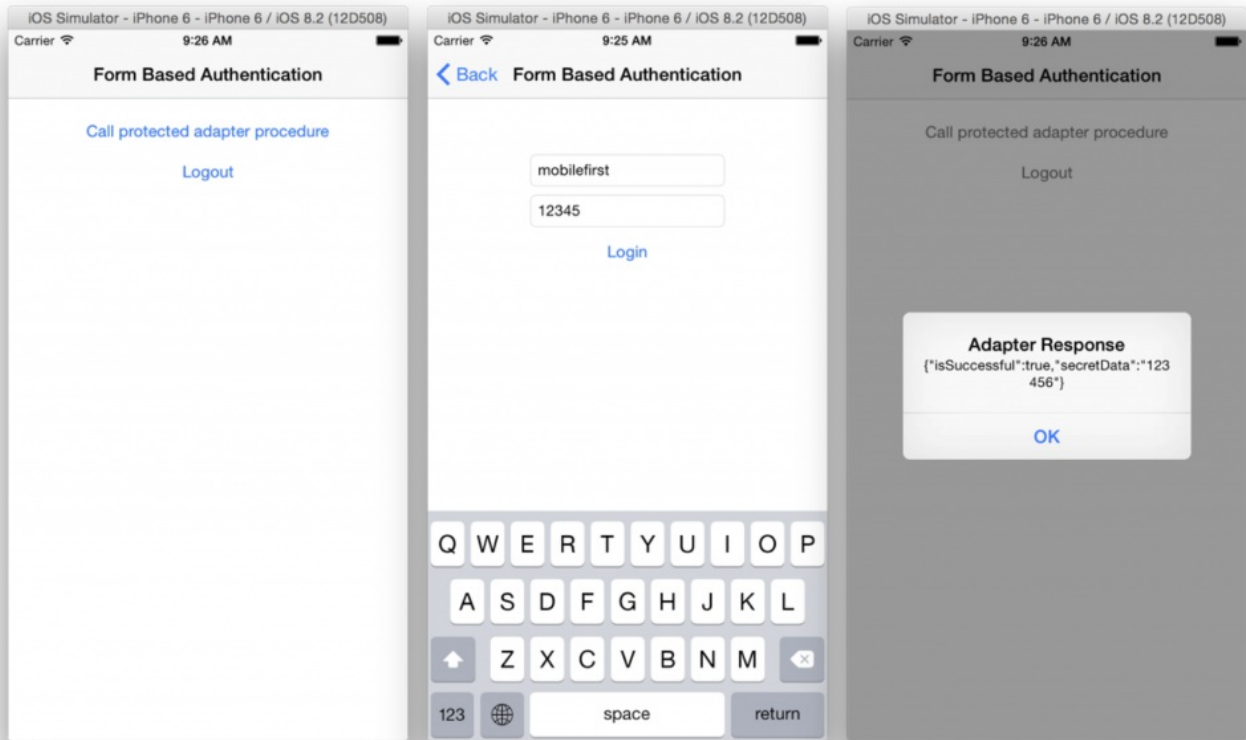 iOS Simulator - iPhone 6 - iPhone 6 / iOS 8.2 (12D508)
Carrier 9:26 AM
Form Based Authentication
Call protected adapter procedure
Logout
iOS Simulator - iPhone 6 - iPhone 6 / iOS 8.2 (12D508)
Carrier 9:25 AM
Back Form Based Authentication
mobilefirst
12345
Login
Q W E R T Y U I O P
A S D F G H J K L
Z X C V B N M
123 space return
iOS Simulator - iPhone 6 - iPhone 6 / iOS 8.2 (12D508)
Carrier 9:26 AM
Form Based Authentication
Call protected adapter procedure
Logout
Adapter Response
{"isSuccessful":true,"secretData":"123
456"}
OK